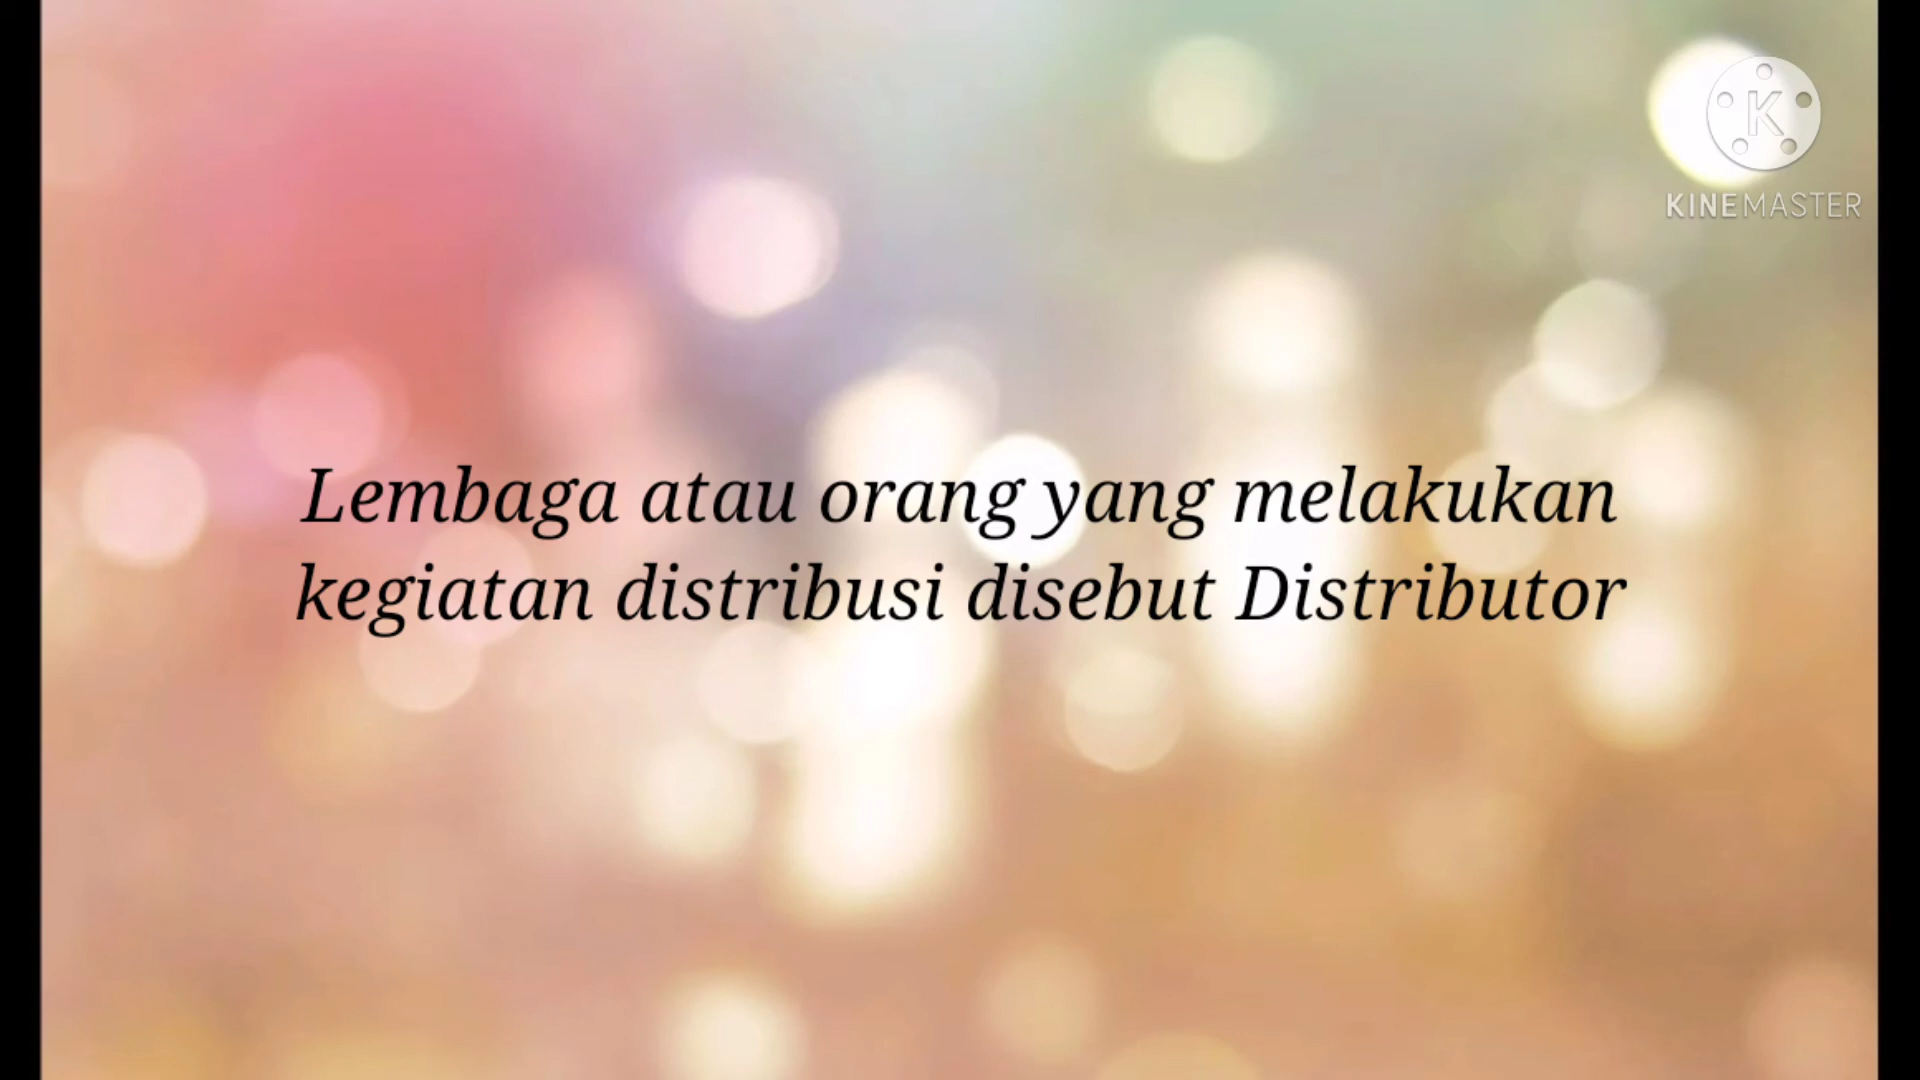 K
KINEMASTER
Lembaga atau orang yang melakukan
kegiatan distribusi disebut Distributor